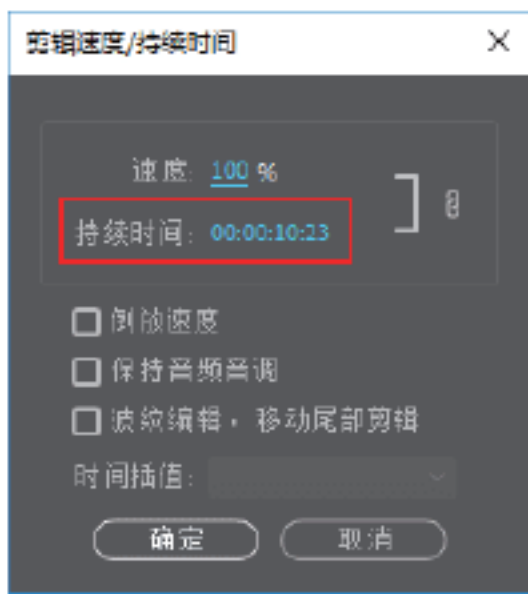 剪辑速度/持续时间
速度: 100 %
持续时间: 00:00:10:23
倒放速度
保持音频音调
波纹编辑，移动尾部剪辑
时间插值:
确定
取消